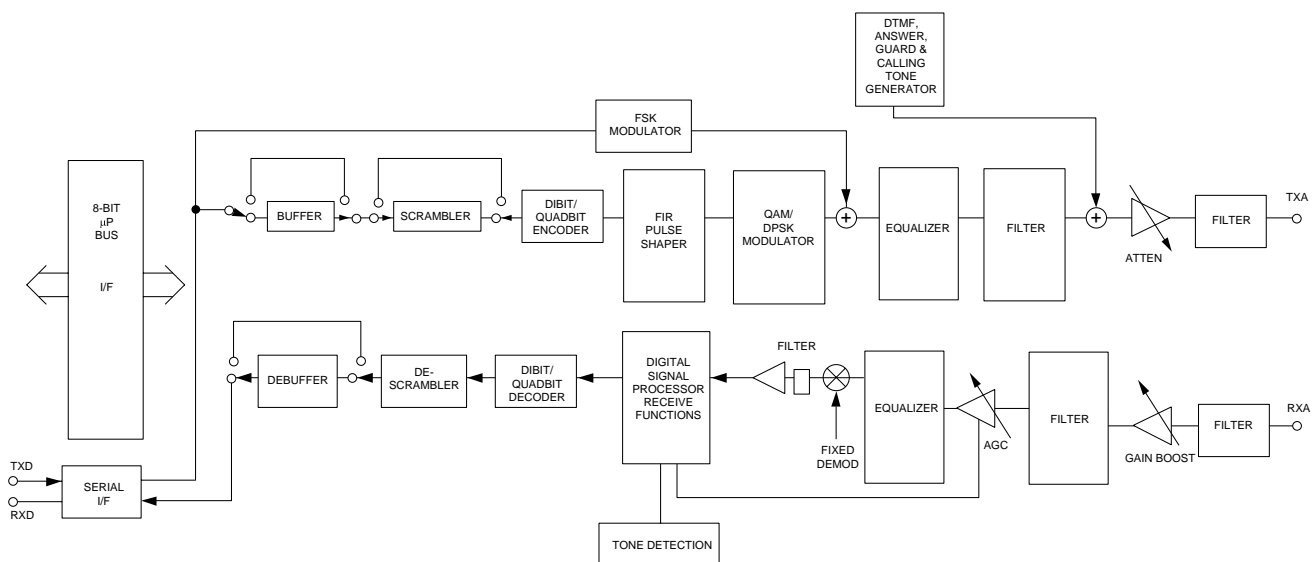 DTMF,
ANSWER,
GUARD &
CALLING
TONE
GENERATOR
FSK
MODULATOR
8-BIT
µP
BUS
I/F
BUFFER
SCRAMBLER
DIBIT/
QUADBIT
ENCODER
FIR
PULSE
SHAPER
QAM/
DPSK
MODULATOR
EQUALIZER
FILTER
ATTEN
FILTER
TXA
DEBUFFER
DE-
SCRAMBLER
DIBIT/
QUADBIT
DECODER
DIGITAL
SIGNAL
PROCESSOR
RECEIVE
FUNCTIONS
FILTER
FIXED
DEMOD
EQUALIZER
AGC
FILTER
GAIN BOOST
FILTER
RXA
TXD
RXD
SERIAL
I/F
TONE DETECTION